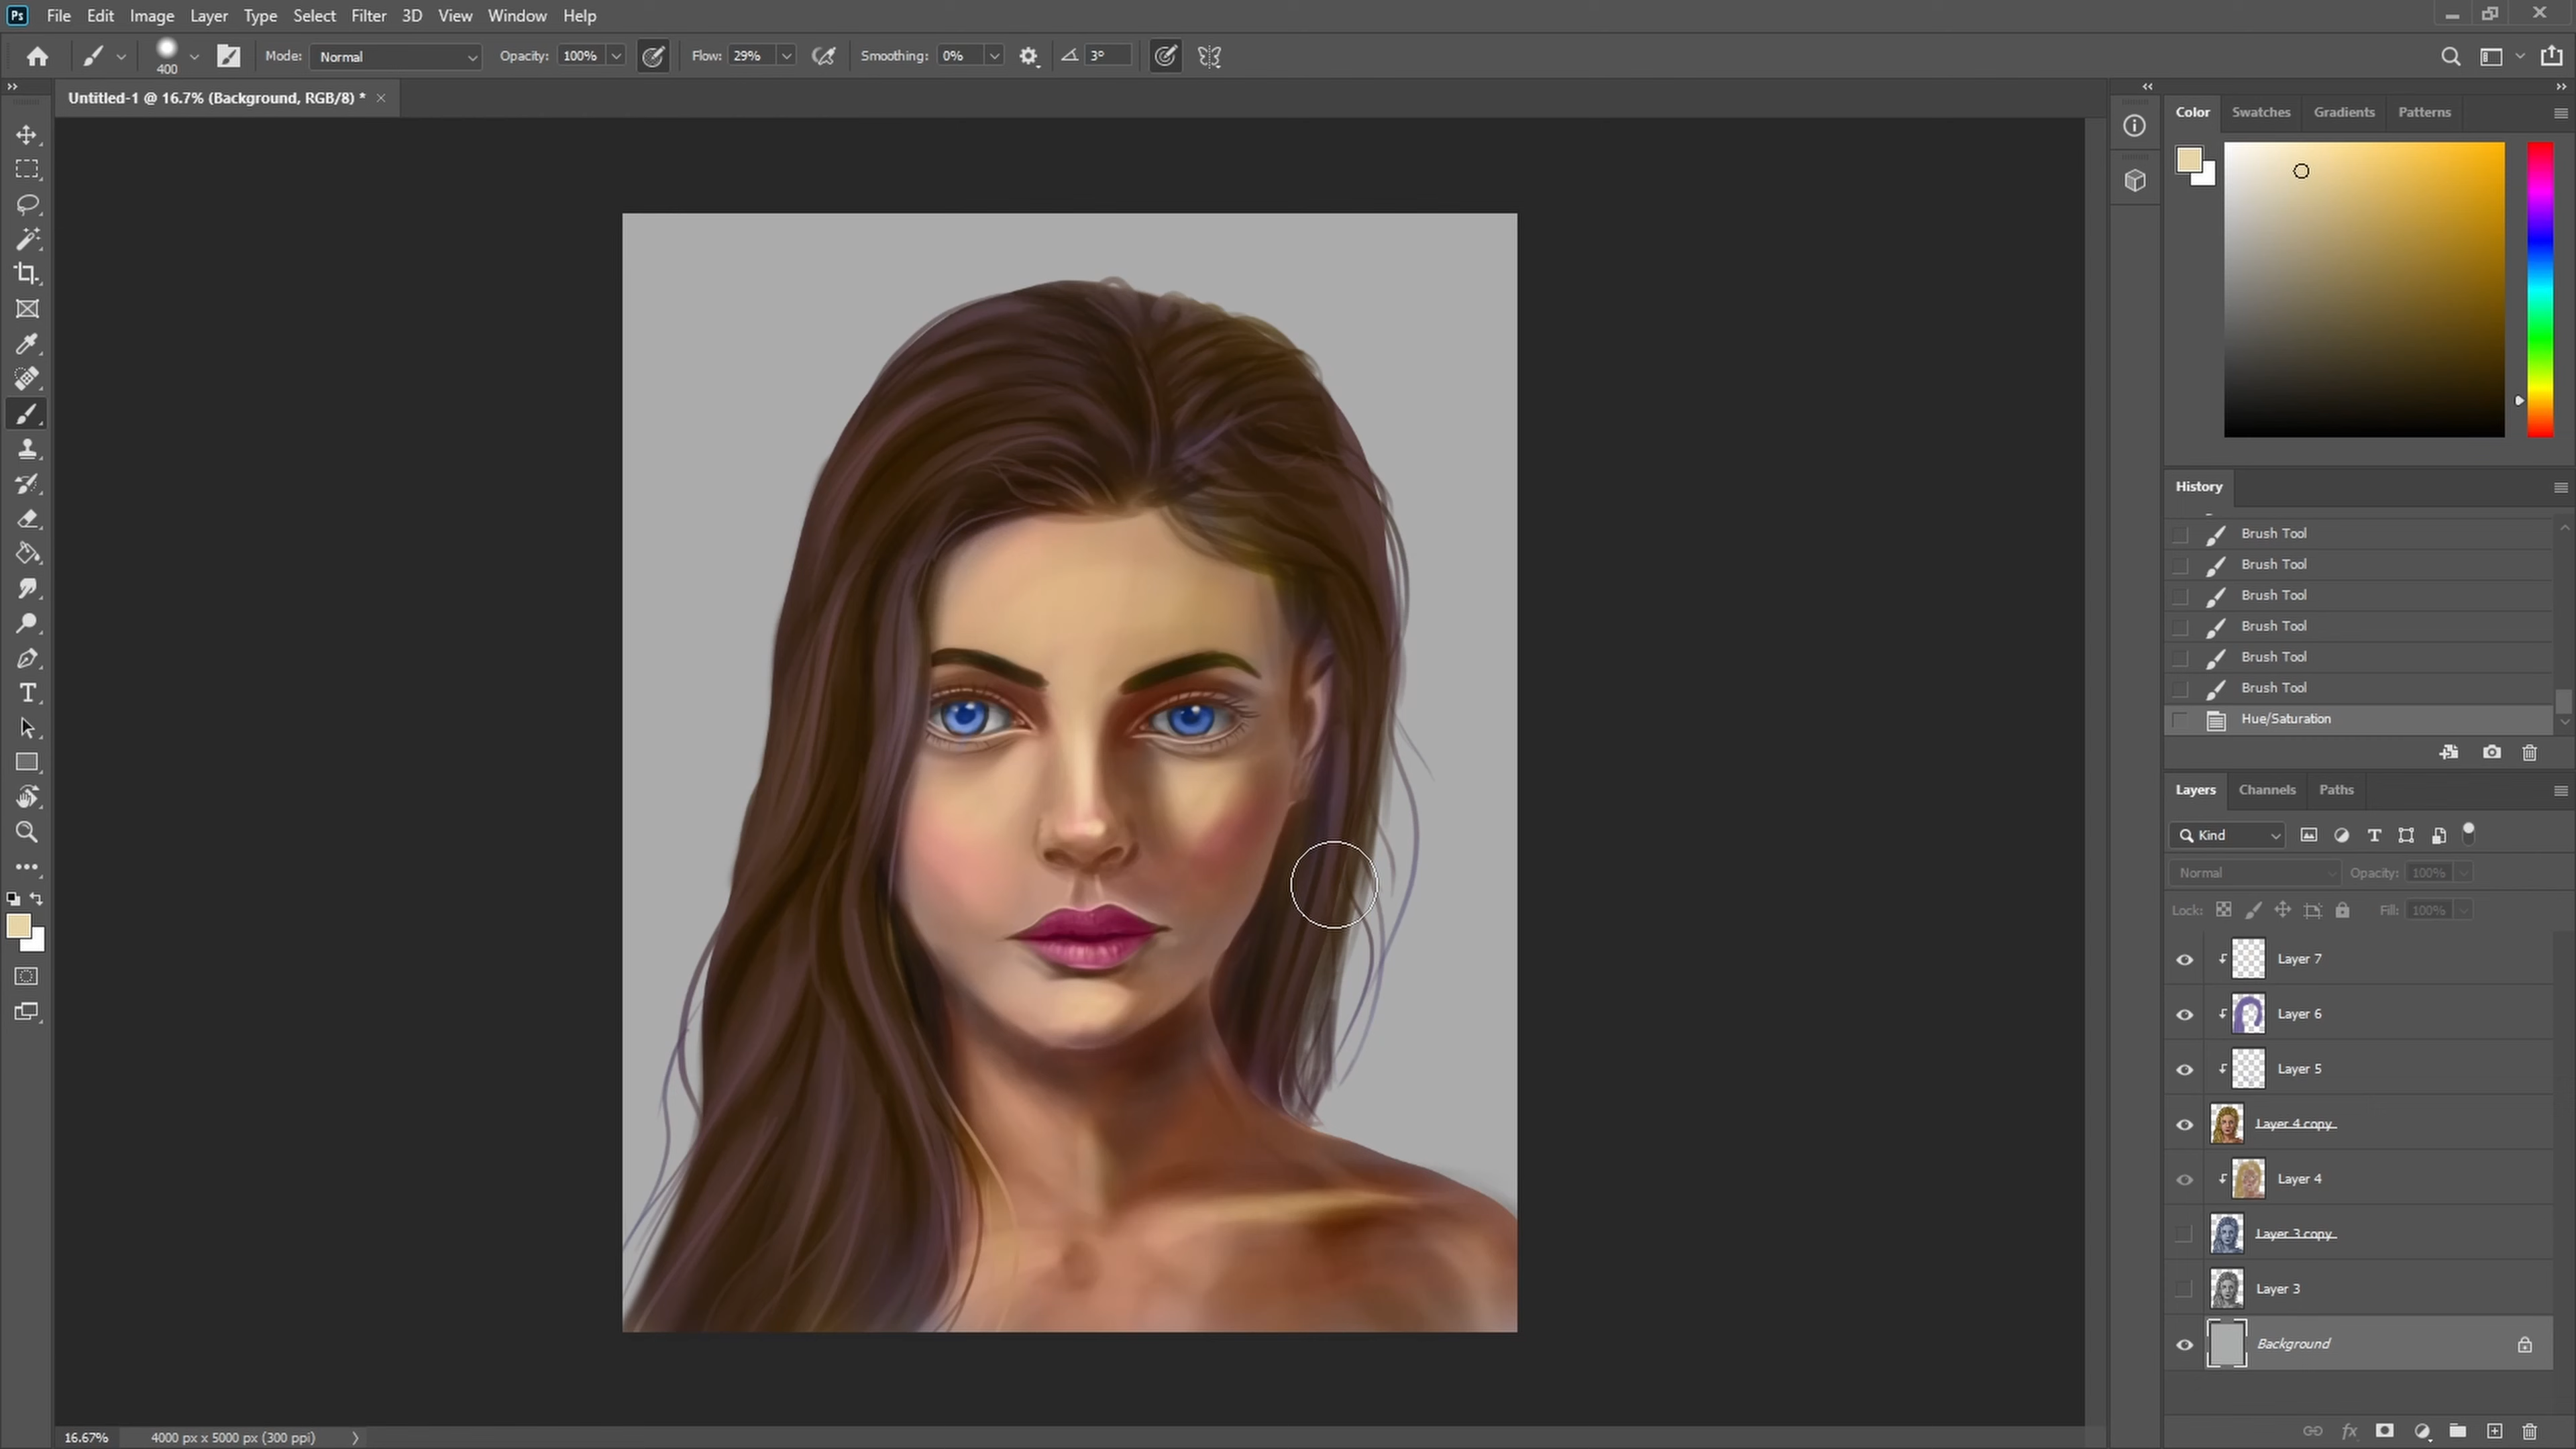 Ps File Edit Image Layer Type Select Filter 3D View Window Help
400 Mode: Normal Opacity: 100% Flow: 29% Smoothing: 0% 3°
Untitled-1 @ 16.7% (Background, RGB/8) *
Color Swatches Gradients Patterns
History
Brush Tool
Brush Tool
Brush Tool
Brush Tool
Brush Tool
Brush Tool
Hue/Saturation
Layers Channels Paths
Kind
Normal Opacity: 100%
Lock: Fill: 100%
Layer 7
Layer 6
Layer 5
Layer 4 copy
Layer 4
Layer 3 copy
Layer 3
Background
16.67% 4000 px x 5000 px (300 ppi)